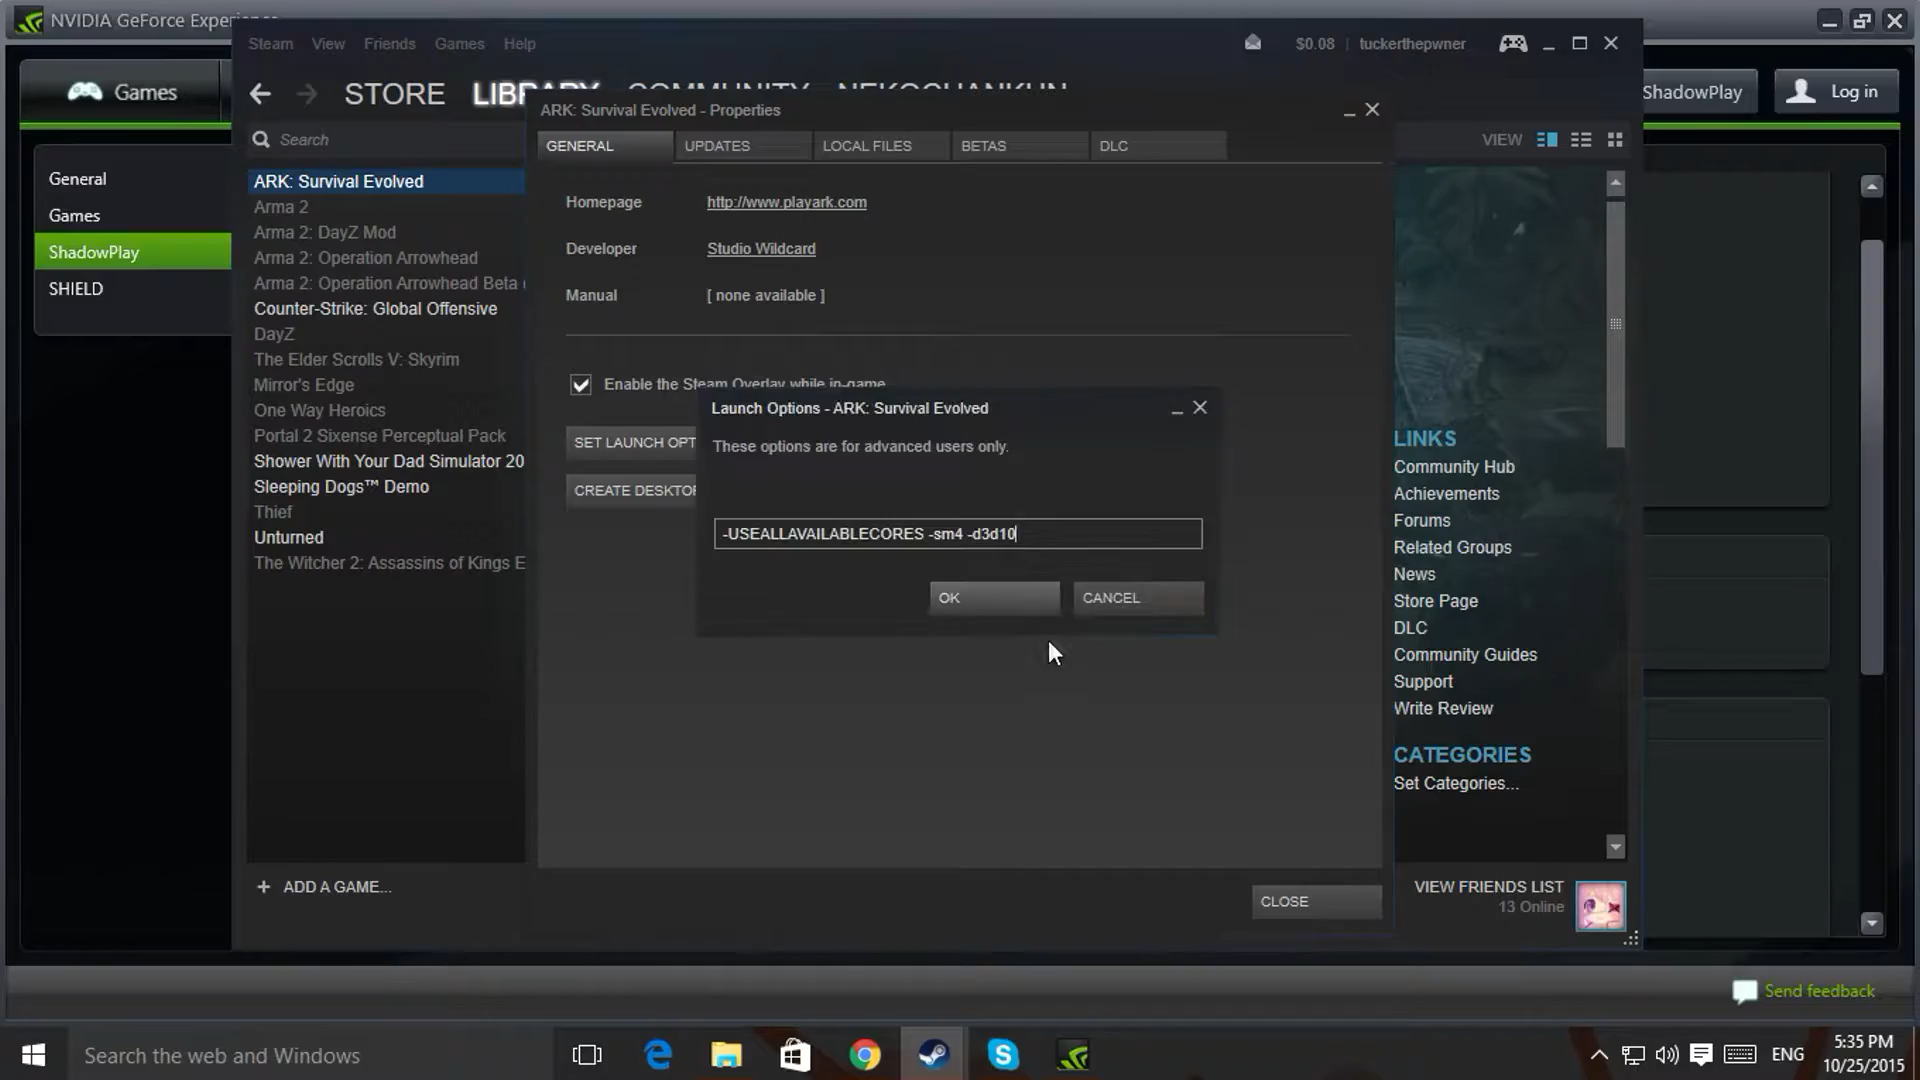 NVIDIA GeForce Experience
Steam View Friends Games Help
$0.08 | tuckerthepwner
Games
STORE LIBRARY COMMUNITY NEKOCHANKUN
ShadowPlay
Log in
Search
ARK: Survival Evolved - Properties
GENERAL UPDATES LOCAL FILES BETAS DLC
VIEW
General
Games
ShadowPlay
SHIELD
ARK: Survival Evolved
Arma 2
Arma 2: DayZ Mod
Arma 2: Operation Arrowhead
Arma 2: Operation Arrowhead Beta (
Counter-Strike: Global Offensive
DayZ
The Elder Scrolls V: Skyrim
Mirror's Edge
One Way Heroics
Portal 2 Sixense Perceptual Pack
Shower With Your Dad Simulator 20
Sleeping Dogs™ Demo
Thief
Unturned
The Witcher 2: Assassins of Kings E
+ ADD A GAME...
Homepage http://www.playark.com
Developer Studio Wildcard
Manual [ none available ]
Enable the Steam Overlay while in-game
SET LAUNCH OPT
CREATE DESKTOP
Launch Options - ARK: Survival Evolved
These options are for advanced users only.
-USEALLAVAILABLECORES -sm4 -d3d10
OK CANCEL
CLOSE
LINKS
Community Hub
Achievements
Forums
Related Groups
News
Store Page
DLC
Community Guides
Support
Write Review
CATEGORIES
Set Categories...
VIEW FRIENDS LIST
13 Online
Send feedback
Search the web and Windows
ENG
5:35 PM
10/25/2015